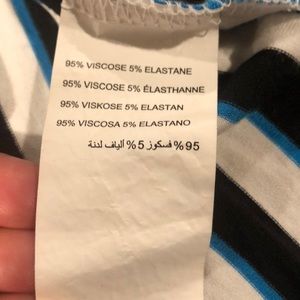 95% VISCOSE 5% ELASTANE
95% VISCOSE 5% ÉLASTHANNE
95% VISKOSE 5% ELASTAN
95% VISCOSA 5% ELASTANO
95% فسكوز 5% ألياف لدنة